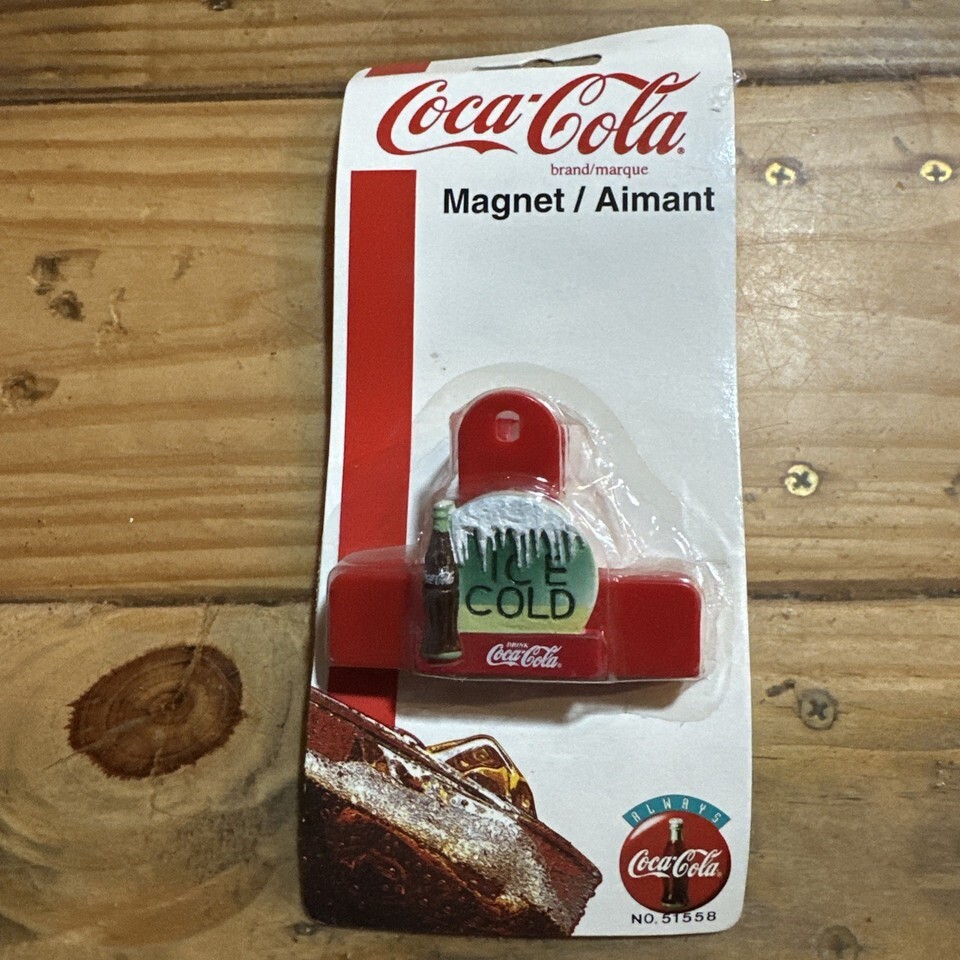 Coca-Cola®
brand/marque
Magnet / Aimant
ICE
COLD
DRINK
Coca-Cola®
ALWAYS
Coca-Cola®
NO. 51558